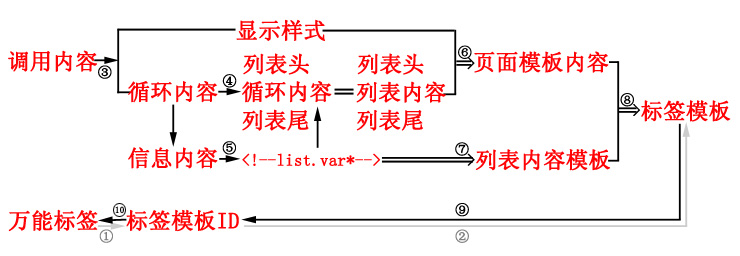 显示样式
调用内容 ③ 列表头 列表头 ⑥ 页面模板内容
循环内容 ④ 循环内容 列表内容 ⑧ 标签模板
列表尾 列表尾
信息内容 ⑤ <!--list.var*--> ⑦ 列表内容模板
万能标签 ⑩ 标签模板ID ⑨
① ②